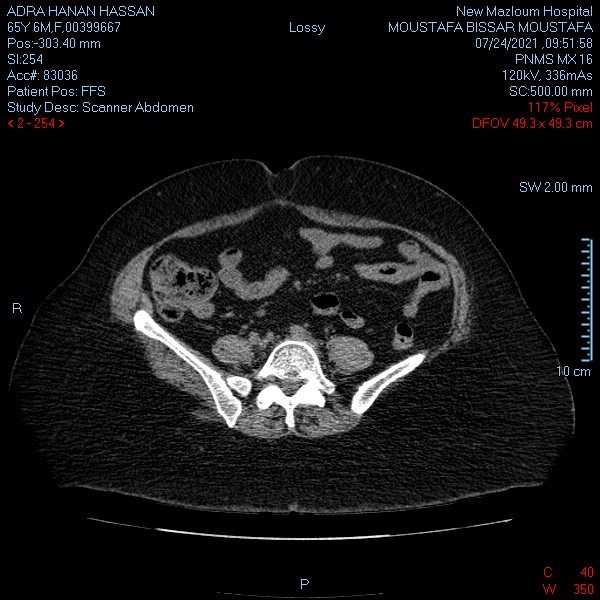 ADRA HANAN HASSAN
65Y 6M,F,00399667
Pos:-303.40 mm
SI:254
Acc#: 83036
Patient Pos: FFS
Study Desc: Scanner Abdomen
< 2 - 254 >
Lossy
New Mazloum Hospital
MOUSTAFA BISSAR MOUSTAFA
07/24/2021 ,09:51:58
PNMS MX 16
120kV, 336mAs
SC:500.00 mm
117% Pixel
DFOV 49.3 x 49.3 cm
SW 2.00 mm
R
10 cm
P
C 40
W 350